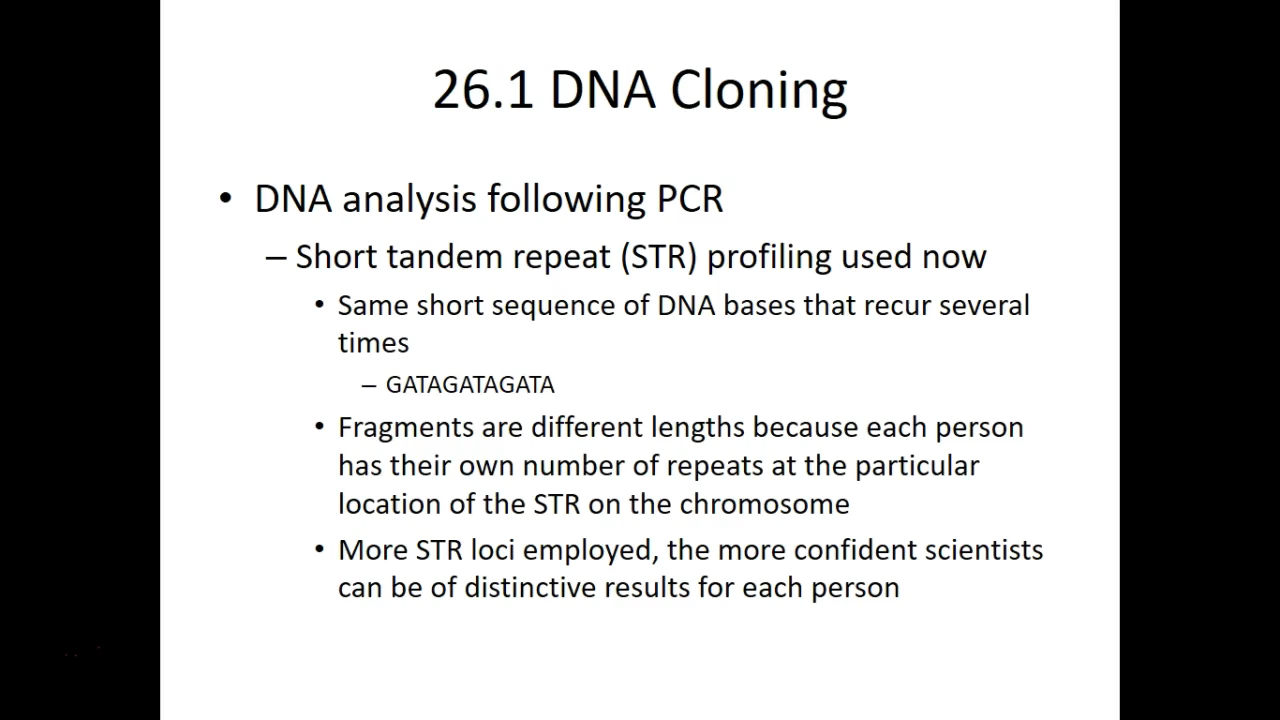 26.1 DNA Cloning
• DNA analysis following PCR
– Short tandem repeat (STR) profiling used now
• Same short sequence of DNA bases that recur several
times
– GATAGATAGATA
• Fragments are different lengths because each person
has their own number of repeats at the particular
location of the STR on the chromosome
• More STR loci employed, the more confident scientists
can be of distinctive results for each person